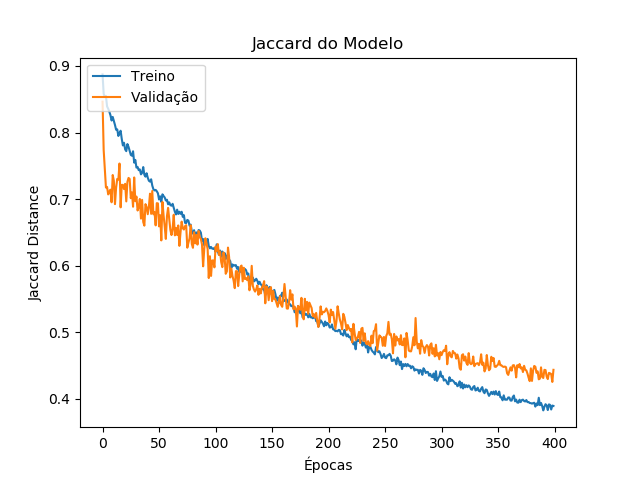 Jaccard do Modelo
Treino
Validação
Jaccard Distance
0.9
0.8
0.7
0.6
0.5
0.4
0 50 100 150 200 250 300 350 400
Épocas